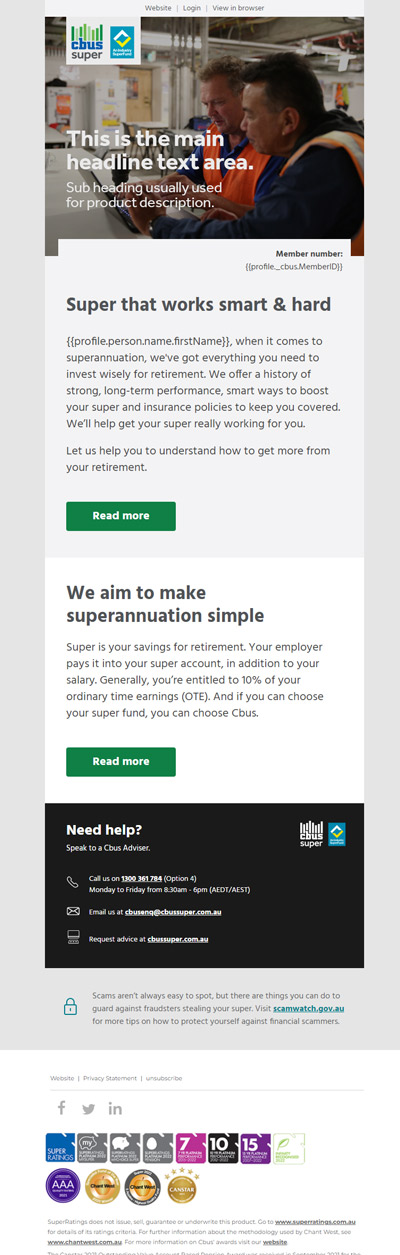 Website | Login | View in browser
cbus
super
An Industry
SuperFund
This is the main
headline text area.
Sub heading usually used
for product description.
Member number:
{{profile._cbus.MemberID}}
Super that works smart & hard
{{profile.person.name.firstName}}, when it comes to
superannuation, we've got everything you need to
invest wisely for retirement. We offer a history of
strong, long-term performance, smart ways to boost
your super and insurance policies to keep you covered.
We'll help get your super really working for you.
Let us help you to understand how to get more from
your retirement.
Read more
We aim to make
superannuation simple
Super is your savings for retirement. Your employer
pays it into your super account, in addition to your
salary. Generally, you're entitled to 10% of your
ordinary time earnings (OTE). And if you can choose
your super fund, you can choose Cbus.
Read more
Need help?
Speak to a Cbus Adviser.
cbus
super
Call us on 1300 361 784 (Option 4)
Monday to Friday from 8:30am - 6pm (AEDT/AEST)
Email us at cbusenq@cbussuper.com.au
Request advice at cbussuper.com.au
Scams aren't always easy to spot, but there are things you can do to
guard against fraudsters stealing your super. Visit scamwatch.gov.au
for more tips on how to protect yourself against financial scammers.
Website | Privacy Statement | unsubscribe
SUPER
RATINGS
my
7
10
15
AAA
Chant West
Chant West
CANSTAR
SuperRatings does not issue, sell, guarantee or underwrite this product. Go to www.superratings.com.au
for details of its ratings criteria. For further information about the methodology used by Chant West, see
www.chantwest.com.au. For more information on Cbus' awards visit our website.